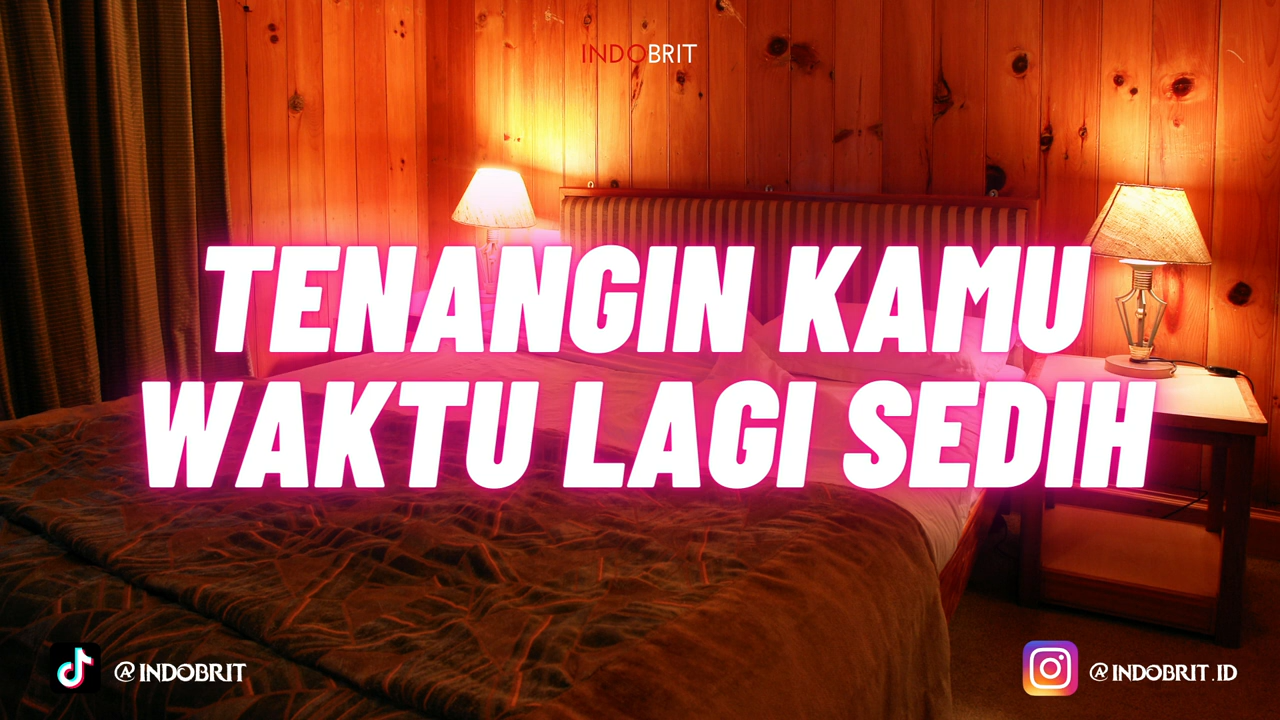 INDOBRIT
TENANGIN KAMU
WAKTU LAGI SEDIH
@INDOBRIT
@INDOBRIT.ID